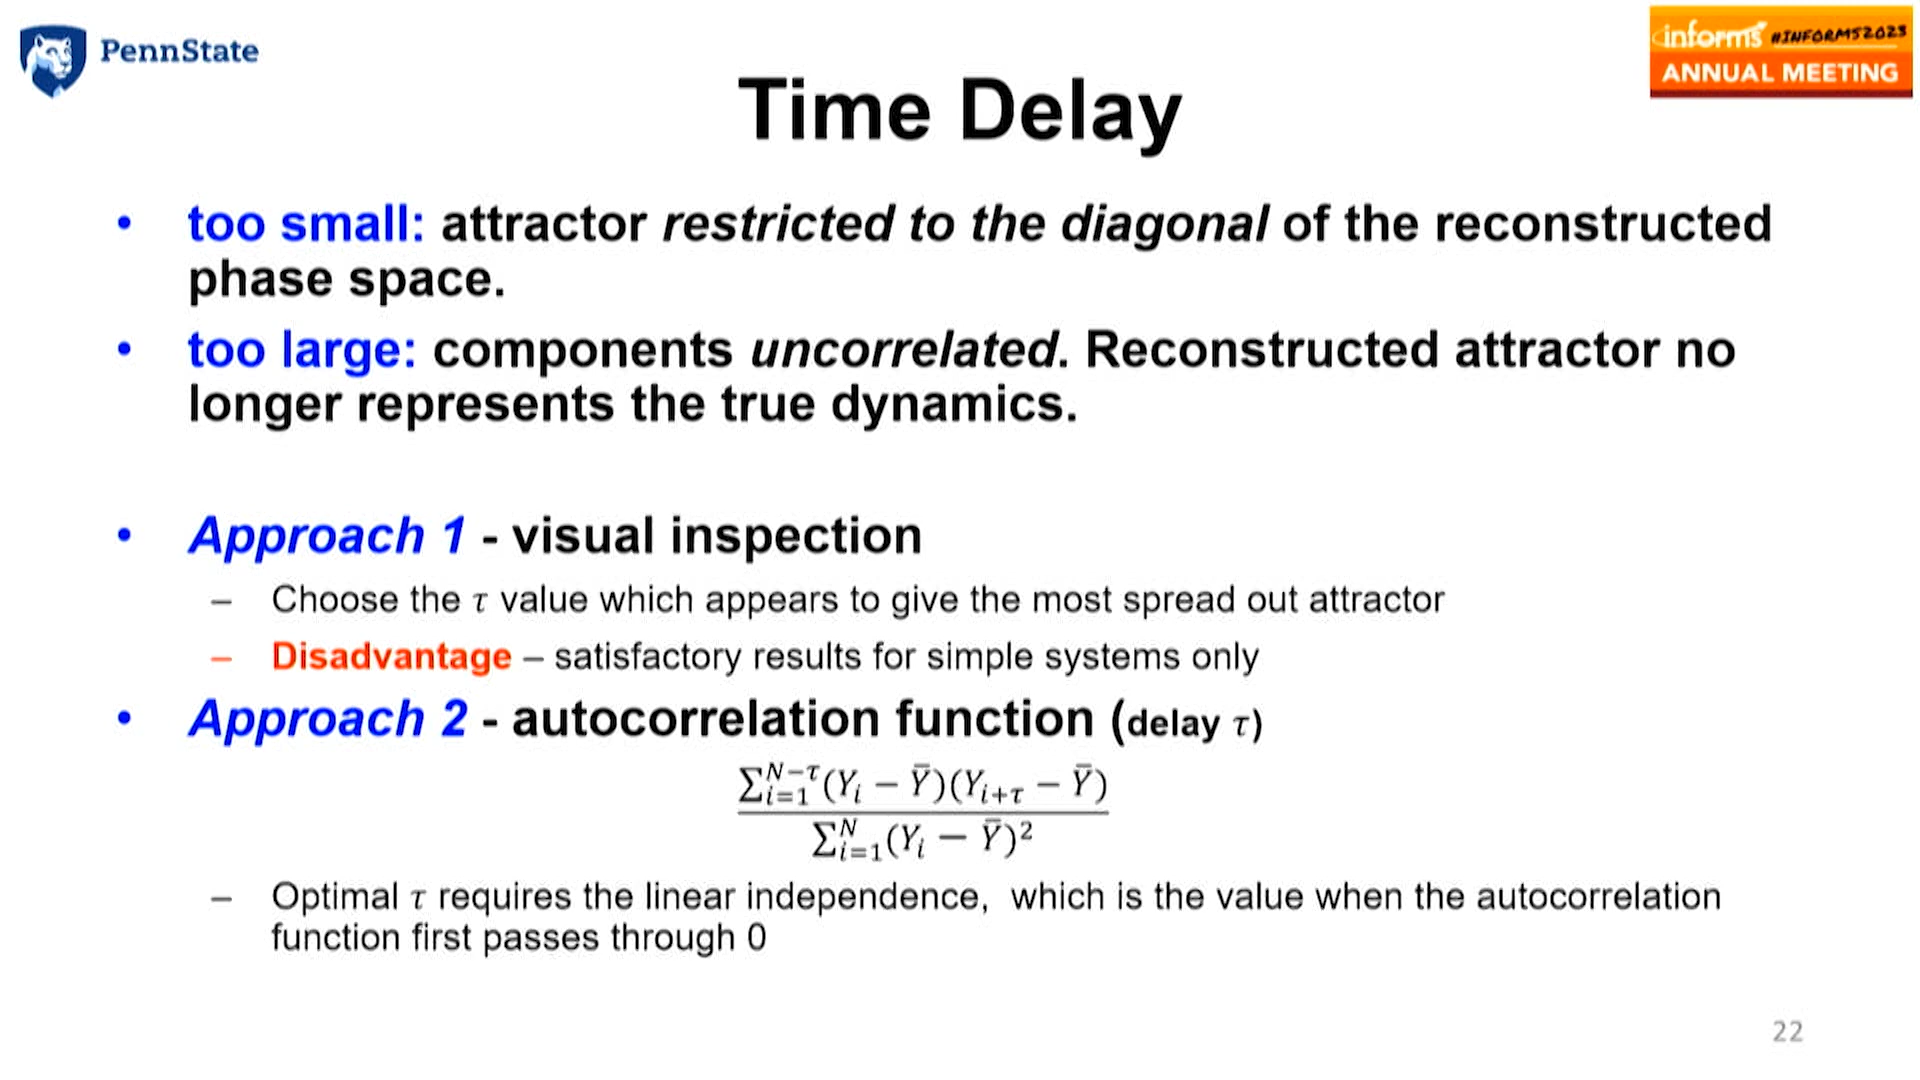 PennState
informs #INFORMS2023
ANNUAL MEETING
Time Delay
• too small: attractor restricted to the diagonal of the reconstructed
phase space.
• too large: components uncorrelated. Reconstructed attractor no
longer represents the true dynamics.
• Approach 1 - visual inspection
– Choose the τ value which appears to give the most spread out attractor
– Disadvantage – satisfactory results for simple systems only
• Approach 2 - autocorrelation function (delay τ)
∑_{i=1}^{N−τ}(Y_i − Ȳ)(Y_{i+τ} − Ȳ)
∑_{i=1}^{N}(Y_i − Ȳ)²
– Optimal τ requires the linear independence, which is the value when the autocorrelation
function first passes through 0
22